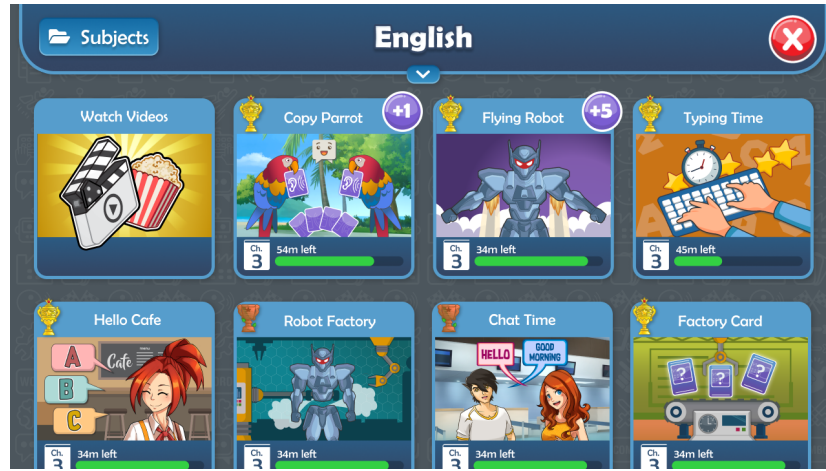 Subjects
English
Watch Videos
Copy Parrot
+1
Flying Robot
+5
Typing Time
Ch.
3
54m left
Ch.
3
34m left
Ch.
3
45m left
Hello Cafe
Robot Factory
Chat Time
Factory Card
A
B
C
Cafe
HELLO
GOOD
MORNING
?
?
?
Ch.
3
34m left
Ch.
3
34m left
Ch.
3
34m left
Ch.
3
34m left